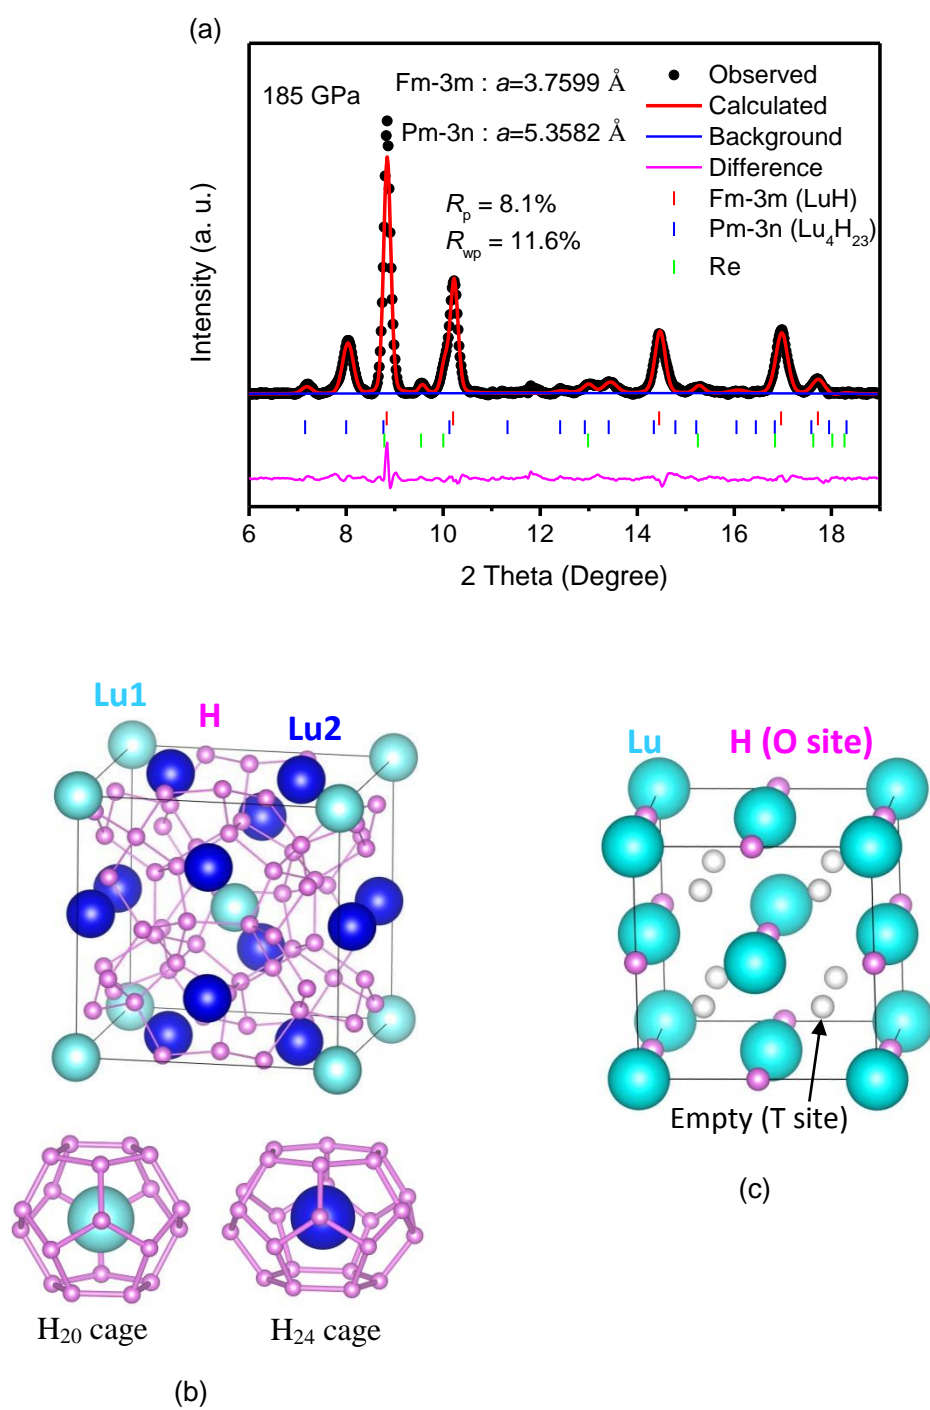 (a)
185 GPa
Fm-3m : a=3.7599 Å
Pm-3n : a=5.3582 Å
R_p = 8.1%
R_wp = 11.6%
Observed
Calculated
Background
Difference
Fm-3m (LuH)
Pm-3n (Lu₄H₂₃)
Re
Intensity (a. u.)
6 8 10 12 14 16 18
2 Theta (Degree)
Lu1
H
Lu2
H₂₀ cage
H₂₄ cage
(b)
Lu
H (O site)
Empty (T site)
(c)